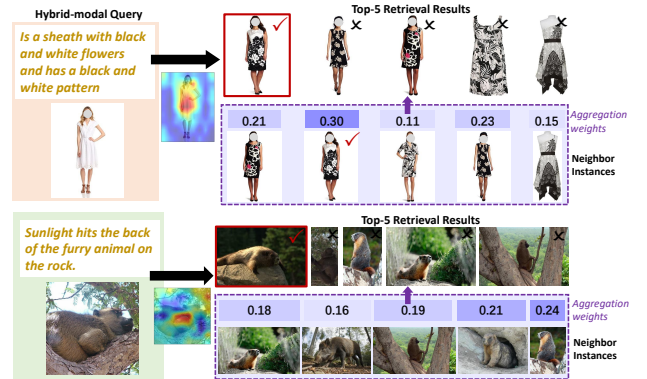 Hybrid-modal Query
Top-5 Retrieval Results
Is a sheath with black
and white flowers
and has a black and
white pattern
0.21
0.30
0.11
0.23
0.15
Aggregation
weights
Neighbor
Instances
Top-5 Retrieval Results
Sunlight hits the back
of the furry animal on
the rock.
0.18
0.16
0.19
0.21
0.24
Aggregation
weights
Neighbor
Instances